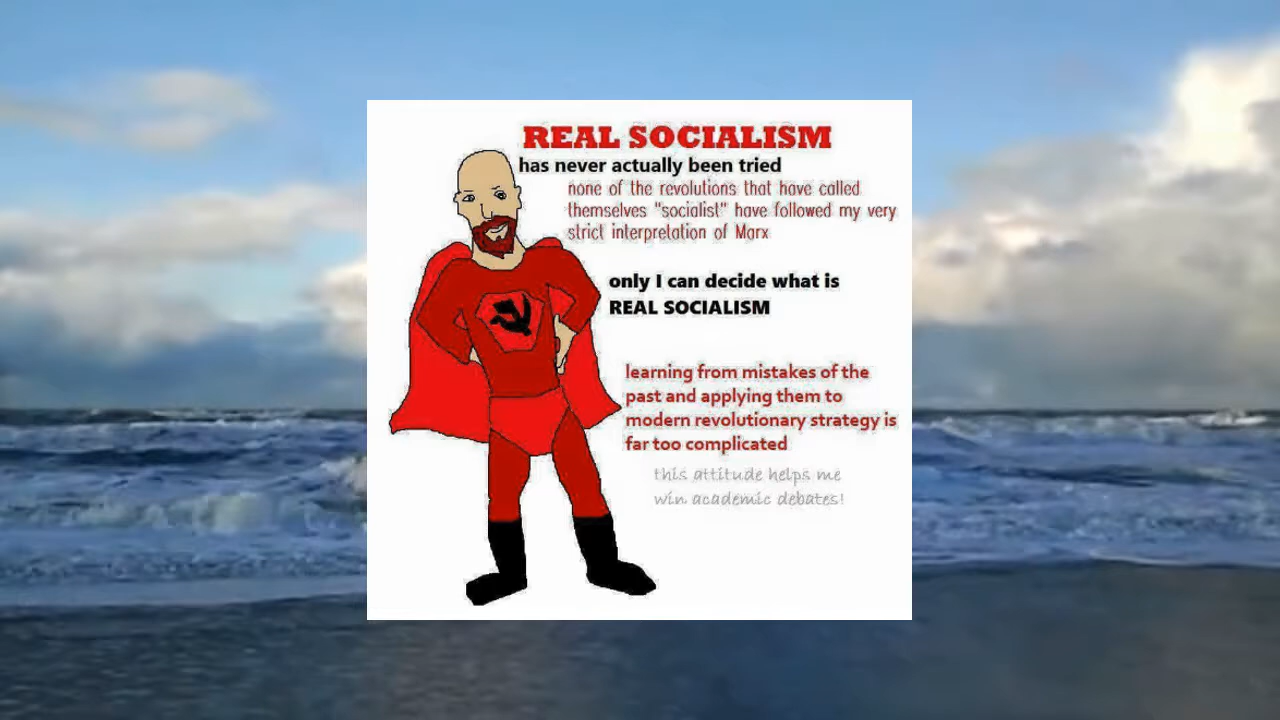 REAL SOCIALISM
has never actually been tried
none of the revolutions that have called
themselves "socialist" have followed my very
strict interpretation of Marx
only I can decide what is
REAL SOCIALISM
learning from mistakes of the
past and applying them to
modern revolutionary strategy is
far too complicated
this attitude helps me
win academic debates!